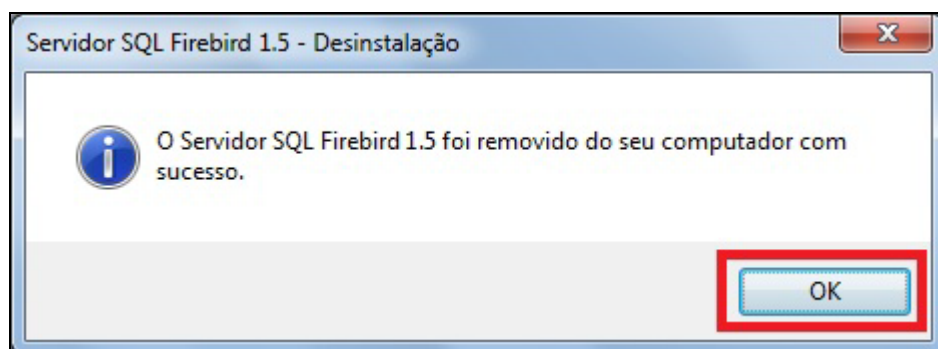 Servidor SQL Firebird 1.5 - Desinstalação
O Servidor SQL Firebird 1.5 foi removido do seu computador com
sucesso.
OK